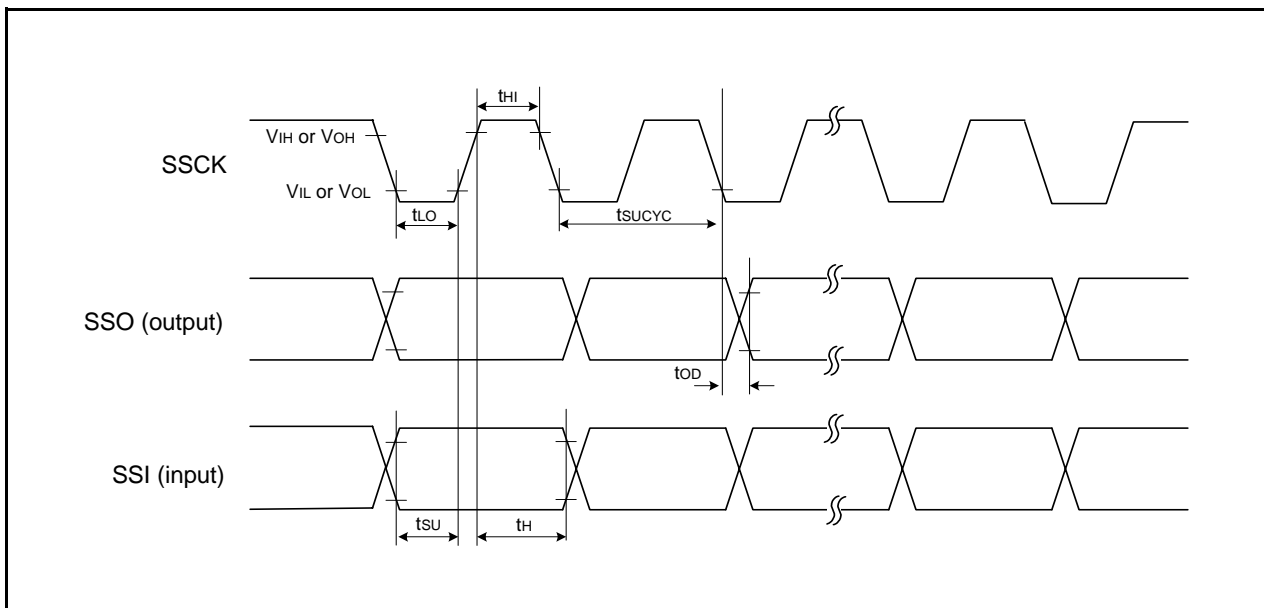 tHI
VIH or VOH
SSCK
VIL or VOL
tLO
tSUCYC
SSO (output)
tOD
SSI (input)
tSU
tH